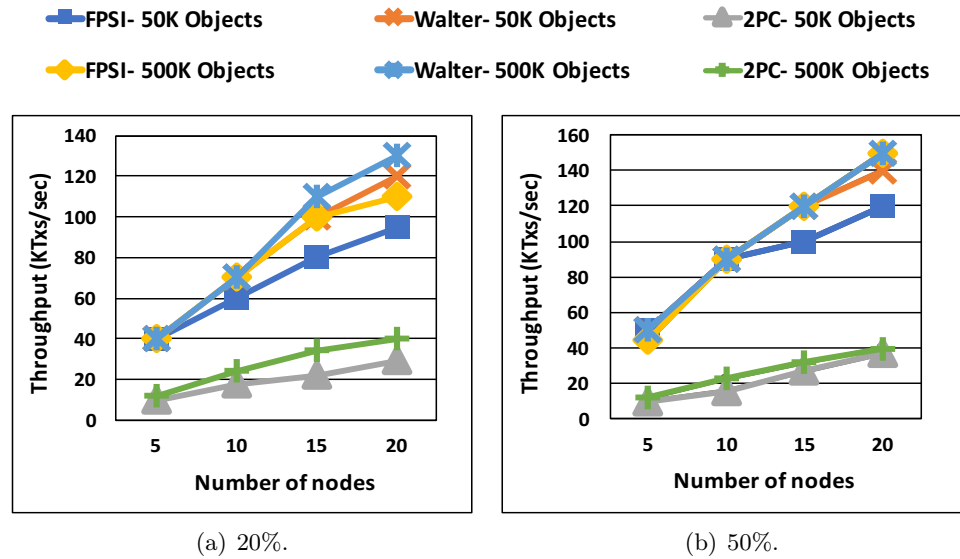 FPSI- 50K Objects
Walter- 50K Objects
2PC- 50K Objects
FPSI- 500K Objects
Walter- 500K Objects
2PC- 500K Objects
Throughput (KTxs/sec)
140
120
100
80
60
40
20
0
5 10 15 20
Number of nodes
(a) 20%.
Throughput (KTxs/sec)
160
140
120
100
80
60
40
20
0
5 10 15 20
Number of nodes
(b) 50%.